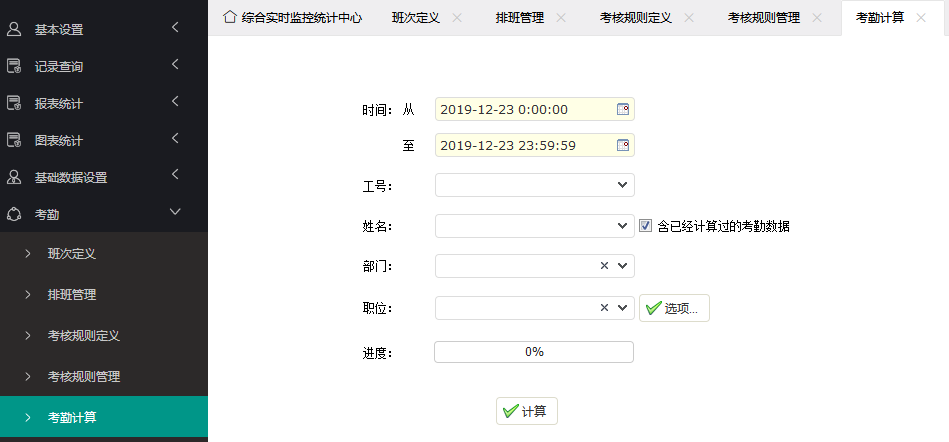 基本设置
记录查询
报表统计
图表统计
基础数据设置
考勤
班次定义
排班管理
考核规则定义
考核规则管理
考勤计算
综合实时监控统计中心 班次定义 排班管理 考核规则定义 考核规则管理 考勤计算
时间： 从 2019-12-23 0:00:00
至 2019-12-23 23:59:59
工号：
姓名： 含已经计算过的考勤数据
部门：
职位： 选项...
进度： 0%
计算